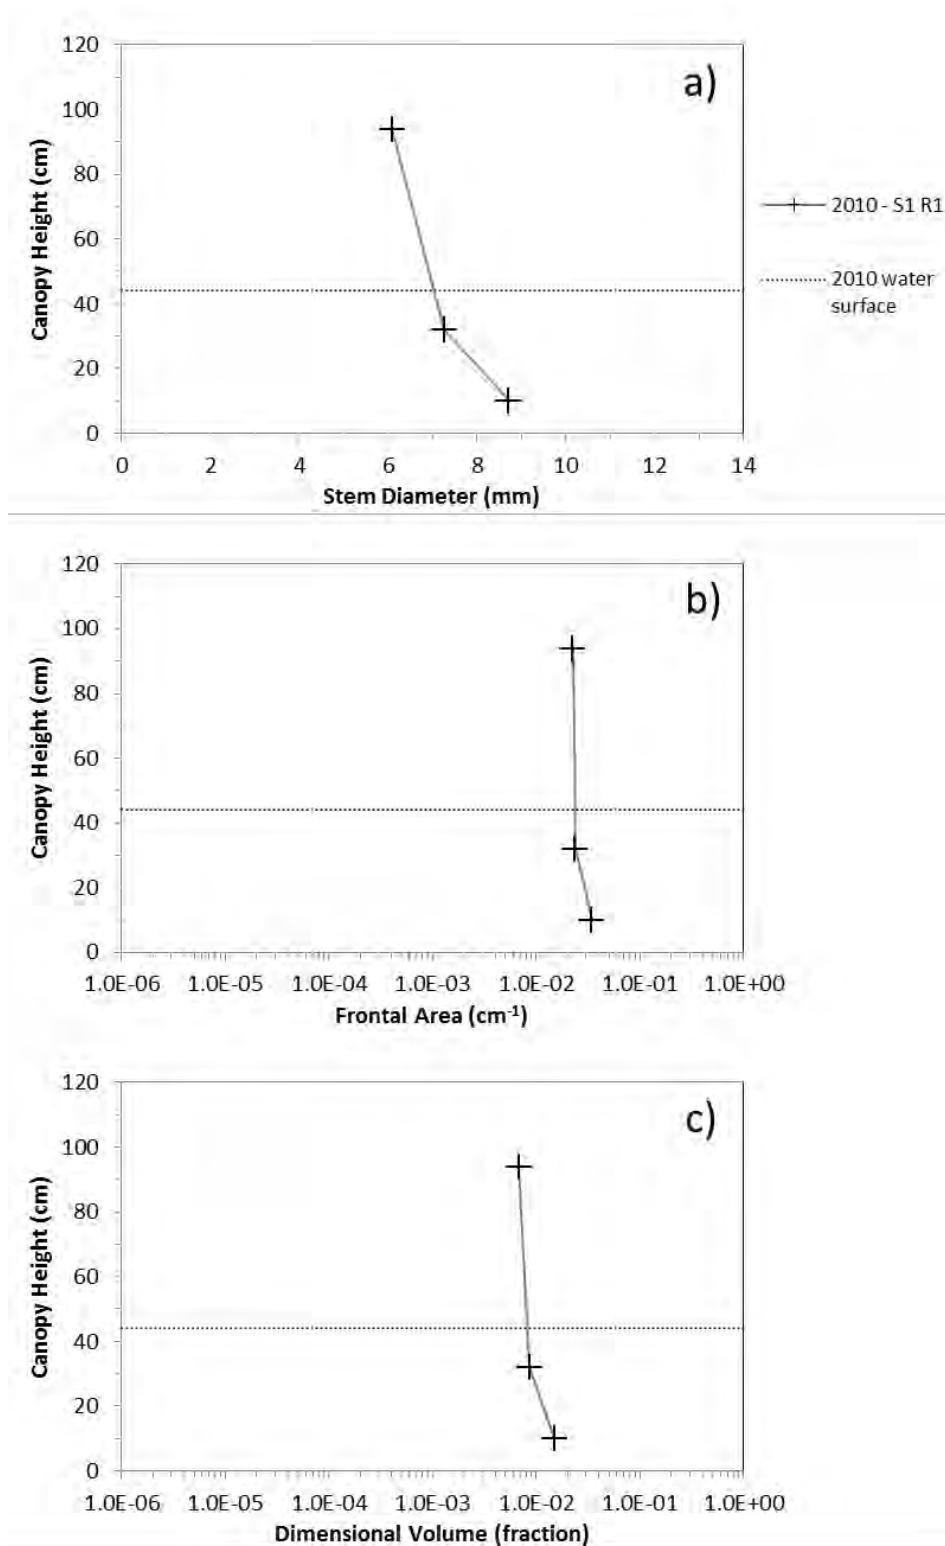 a)
120
100
80
60
40
20
0
Canopy Height (cm)
0 2 4 6 8 10 12 14
Stem Diameter (mm)
2010 - S1 R1
2010 water
surface
b)
120
100
80
60
40
20
0
Canopy Height (cm)
1.0E-06 1.0E-05 1.0E-04 1.0E-03 1.0E-02 1.0E-01 1.0E+00
Frontal Area (cm⁻¹)
c)
120
100
80
60
40
20
0
Canopy Height (cm)
1.0E-06 1.0E-05 1.0E-04 1.0E-03 1.0E-02 1.0E-01 1.0E+00
Dimensional Volume (fraction)